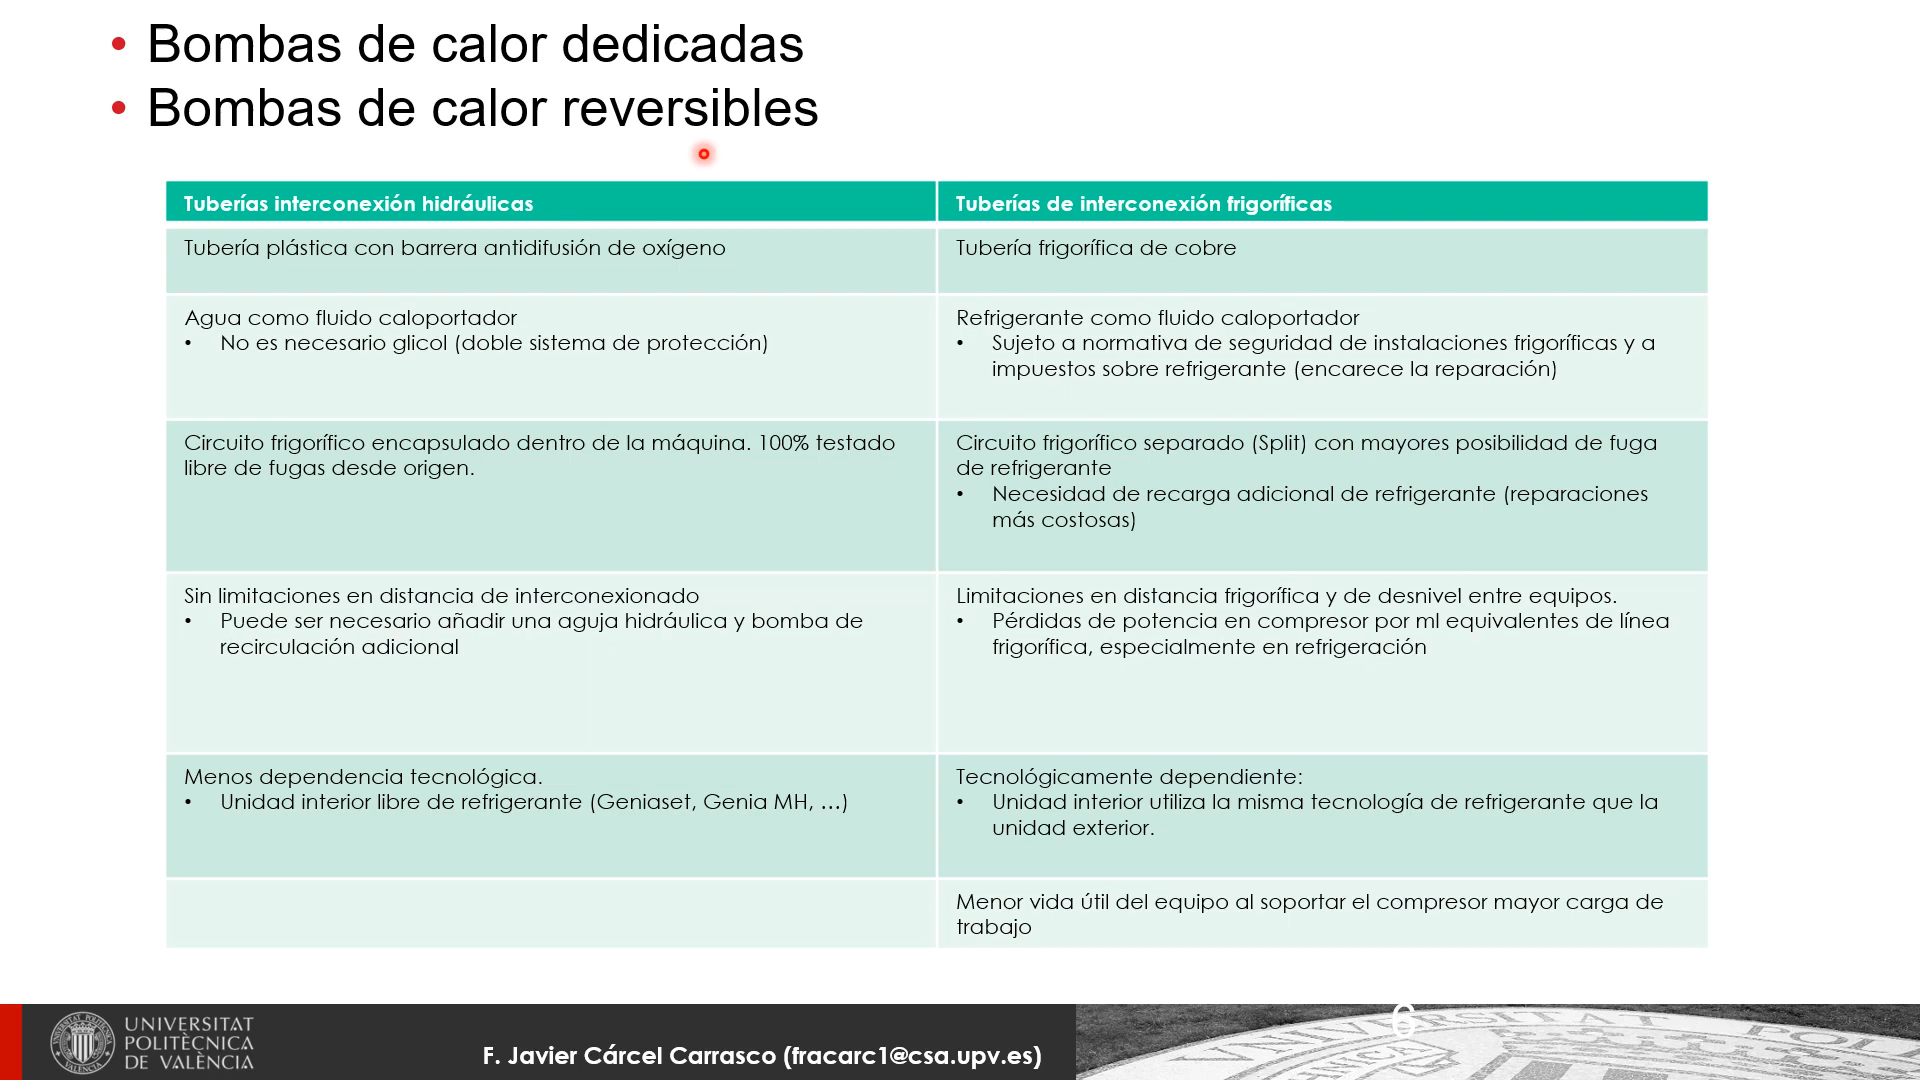 • Bombas de calor dedicadas
• Bombas de calor reversibles
Tuberías interconexión hidráulicas
Tuberías de interconexión frigoríficas
Tubería plástica con barrera antidifusión de oxígeno
Tubería frigorífica de cobre
Agua como fluido caloportador
• No es necesario glicol (doble sistema de protección)
Refrigerante como fluido caloportador
• Sujeto a normativa de seguridad de instalaciones frigoríficas y a
impuestos sobre refrigerante (encarece la reparación)
Circuito frigorífico encapsulado dentro de la máquina. 100% testado
libre de fugas desde origen.
Circuito frigorífico separado (Split) con mayores posibilidad de fuga
de refrigerante
• Necesidad de recarga adicional de refrigerante (reparaciones
más costosas)
Sin limitaciones en distancia de interconexionado
• Puede ser necesario añadir una aguja hidráulica y bomba de
recirculación adicional
Limitaciones en distancia frigorífica y de desnivel entre equipos.
• Pérdidas de potencia en compresor por ml equivalentes de línea
frigorífica, especialmente en refrigeración
Menos dependencia tecnológica.
• Unidad interior libre de refrigerante (Geniaset, Genia MH, …)
Tecnológicamente dependiente:
• Unidad interior utiliza la misma tecnología de refrigerante que la
unidad exterior.
Menor vida útil del equipo al soportar el compresor mayor carga de
trabajo
UNIVERSITAT
POLITÈCNICA
DE VALÈNCIA
F. Javier Cárcel Carrasco (fracarc1@csa.upv.es)
6